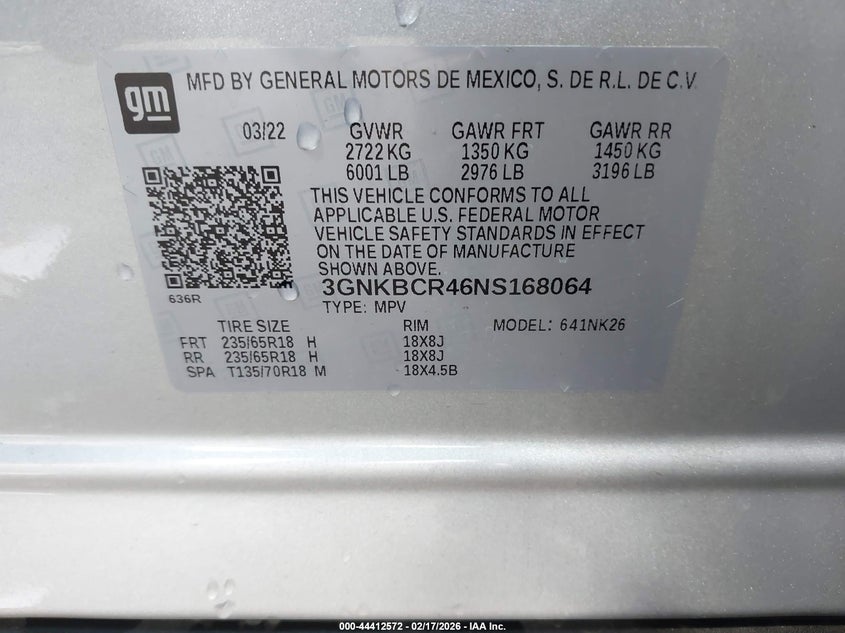 gm MFD BY GENERAL MOTORS DE MEXICO, S. DE R.L. DE C.V.
03/22 GVWR GAWR FRT GAWR RR
2722 KG 1350 KG 1450 KG
6001 LB 2976 LB 3196 LB
THIS VEHICLE CONFORMS TO ALL
APPLICABLE U.S. FEDERAL MOTOR
VEHICLE SAFETY STANDARDS IN EFFECT
ON THE DATE OF MANUFACTURE
SHOWN ABOVE.
636R
3GNKBCR46NS168064
TYPE: MPV
TIRE SIZE RIM MODEL: 641NK26
FRT 235/65R18 H 18X8J
RR 235/65R18 H 18X8J
SPA T135/70R18 M 18X4.5B
000-44412572 -- 02/17/2026 -- IAA Inc.